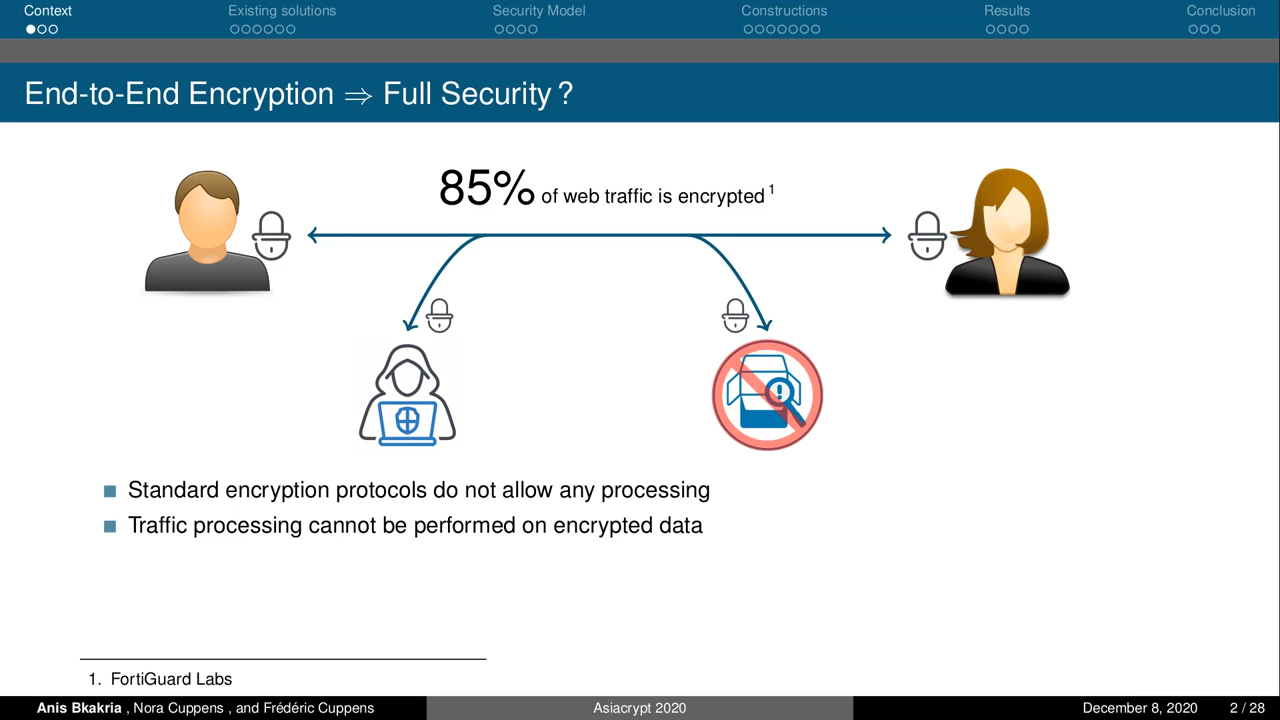 Context Existing solutions Security Model Constructions Results Conclusion
End-to-End Encryption ⇒ Full Security ?
85% of web traffic is encrypted 1
Standard encryption protocols do not allow any processing
Traffic processing cannot be performed on encrypted data
1. FortiGuard Labs
Anis Bkakria , Nora Cuppens , and Frédéric Cuppens Asiacrypt 2020 December 8, 2020 2 / 28